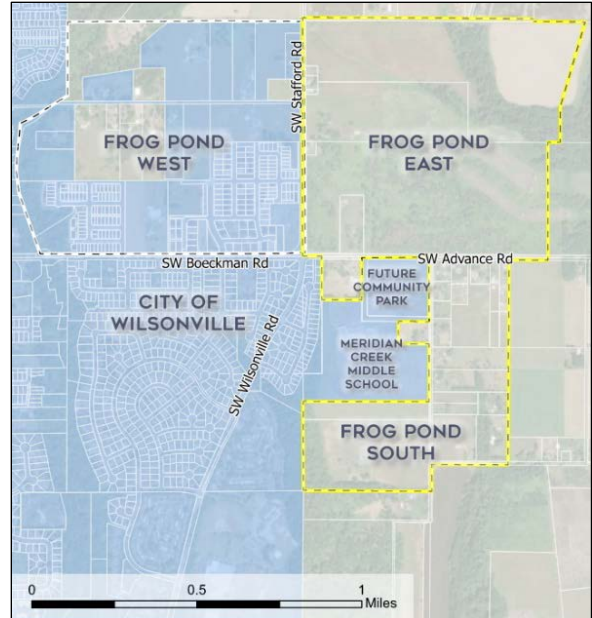 SW Stafford Rd
FROG POND
WEST
FROG POND
EAST
SW Boeckman Rd
SW Advance Rd
FUTURE
COMMUNITY
PARK
CITY OF
WILSONVILLE
SW Wilsonville Rd
MERIDIAN
CREEK
MIDDLE
SCHOOL
FROG POND
SOUTH
0 0.5 1
Miles